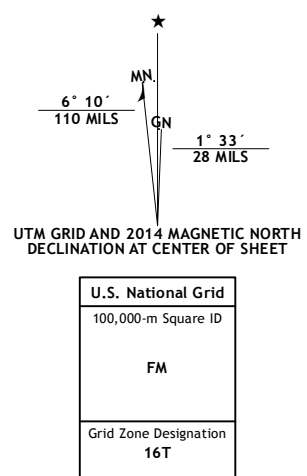 ★
MN.
6° 10´
110 MILS
GN
1° 33´
28 MILS
UTM GRID AND 2014 MAGNETIC NORTH
DECLINATION AT CENTER OF SHEET
U.S. National Grid
100,000-m Square ID
FM
Grid Zone Designation
16T